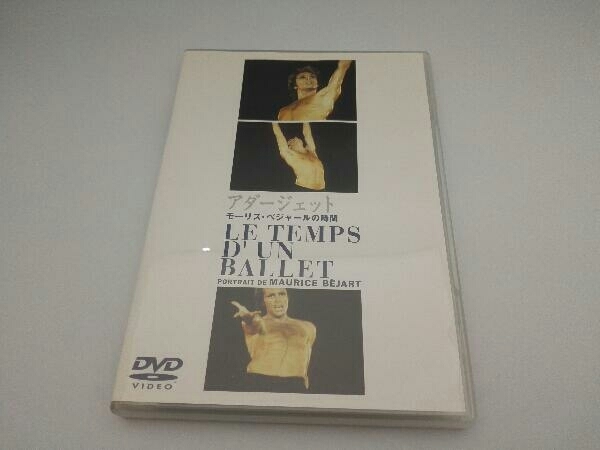 アダージェット
モーリス・ベジャールの時間
LE TEMPS
D'UN
BALLET
PORTRAIT DE MAURICE BÉJART
DVD
VIDEO